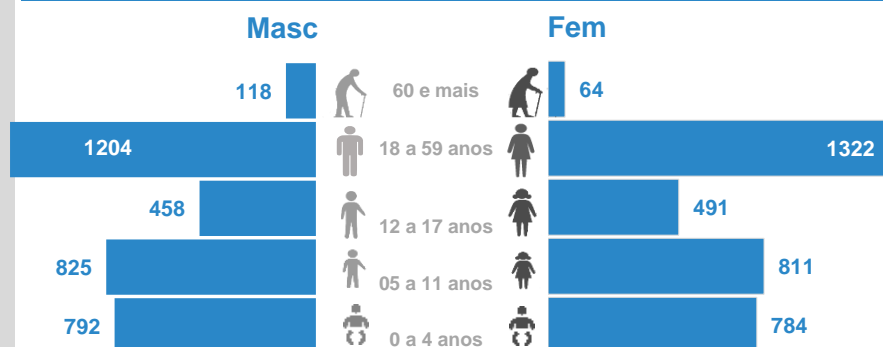 Masc Fem
118 60 e mais 64
1204 18 a 59 anos 1322
458 12 a 17 anos 491
825 05 a 11 anos 811
792 0 a 4 anos 784